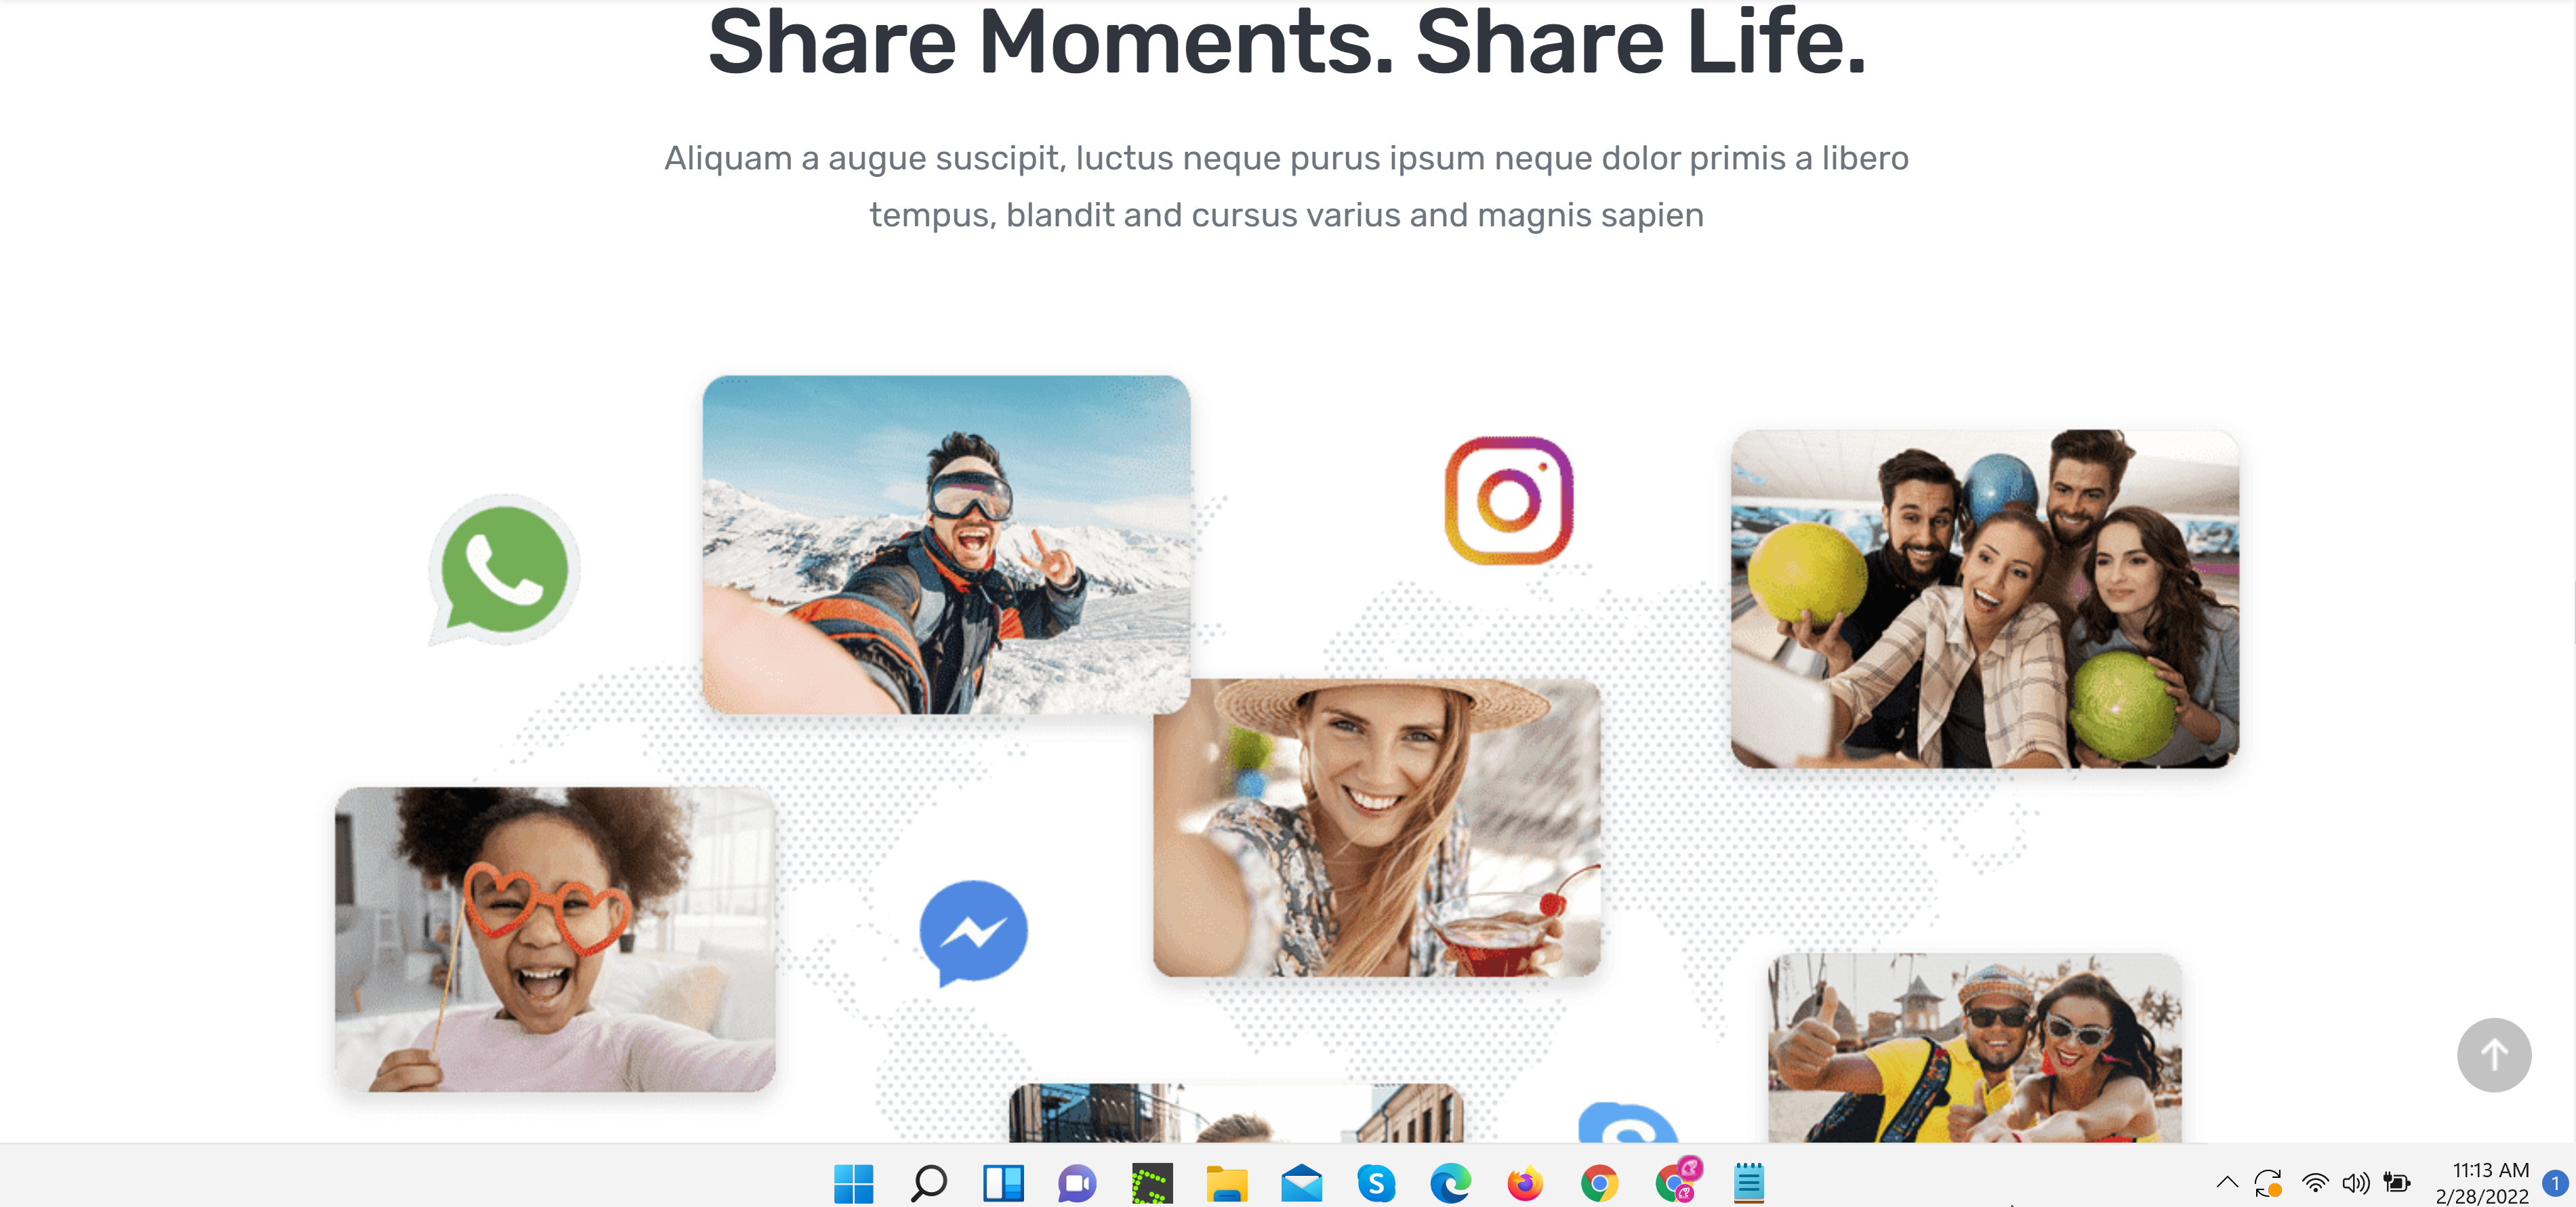 Share Moments. Share Life.
Aliquam a augue suscipit, luctus neque purus ipsum neque dolor primis a libero
tempus, blandit and cursus varius and magnis sapien
11:13 AM
2/28/2022
1